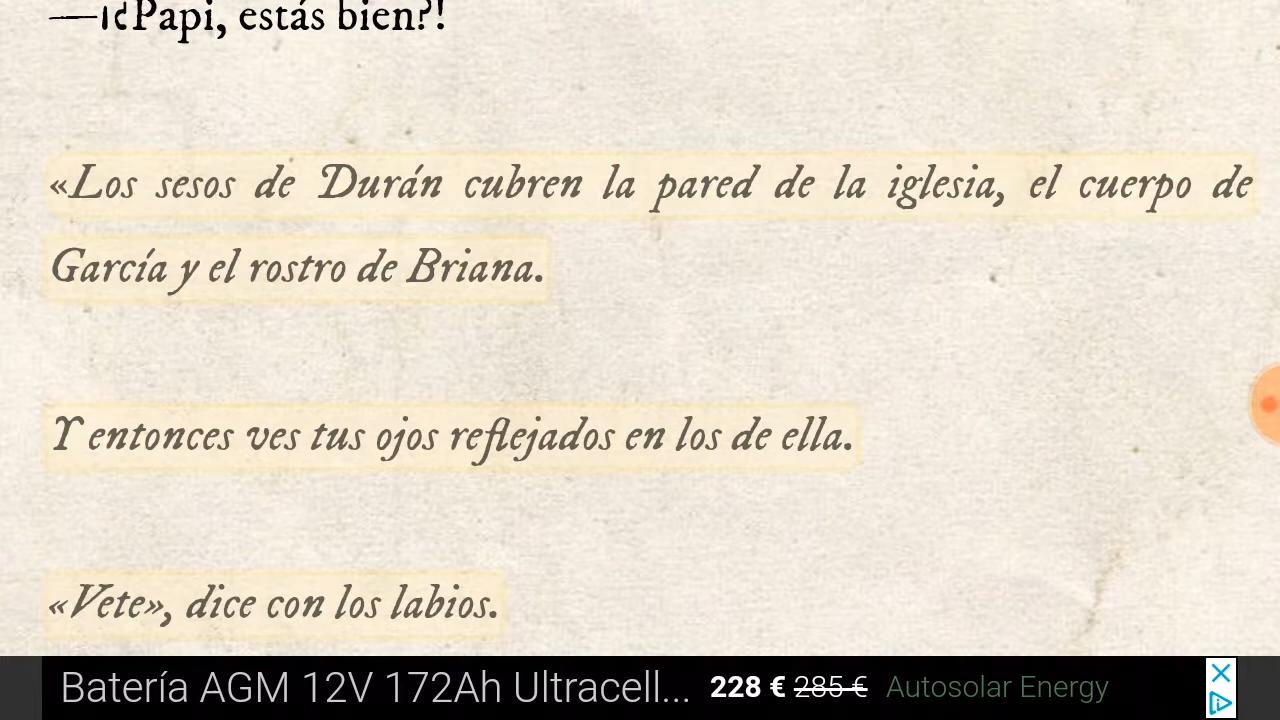 —¡¿Papi, estás bien?!
«Los sesos de Durán cubren la pared de la iglesia, el cuerpo de
García y el rostro de Briana.
Y entonces ves tus ojos reflejados en los de ella.
«Vete», dice con los labios.
Batería AGM 12V 172Ah Ultracell... 228 € 285 € Autosolar Energy